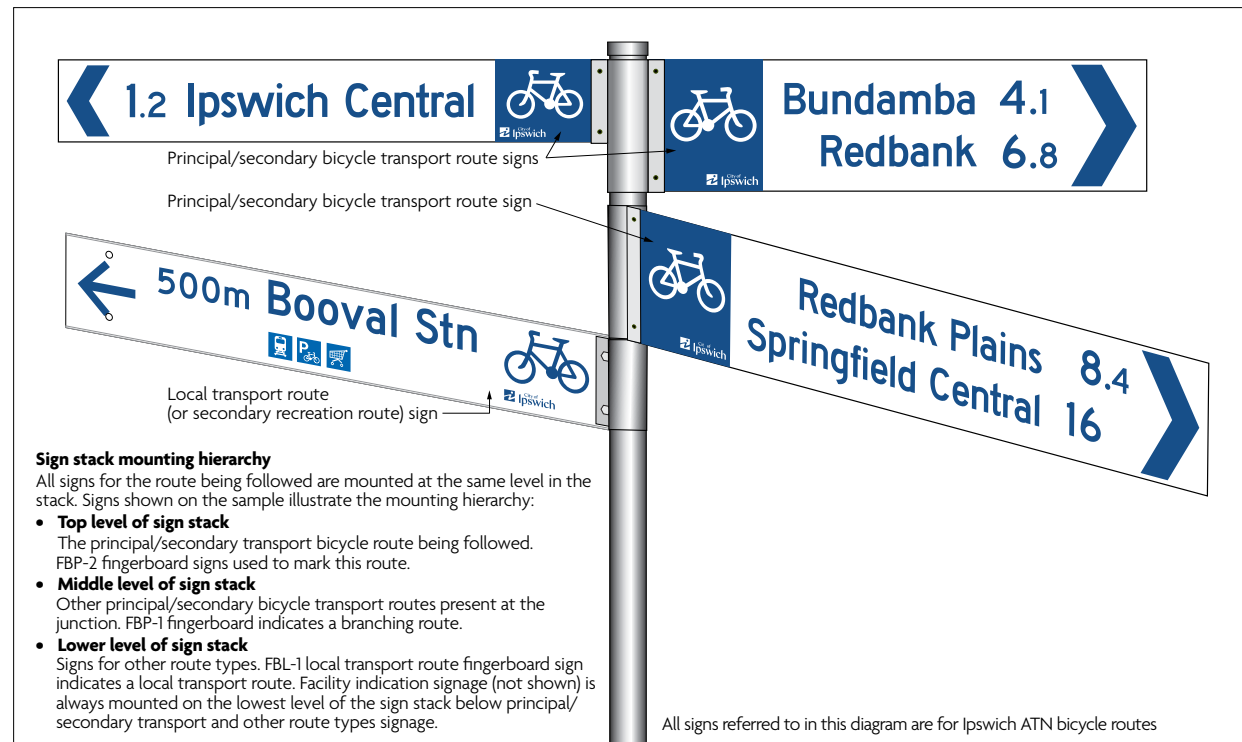 1.2 Ipswich Central
City of
Ipswich
Bundamba 4.1
Redbank 6.8
City of
Ipswich
Principal/secondary bicycle transport route signs
Principal/secondary bicycle transport route sign
500m Booval Stn
P
City of
Ipswich
Redbank Plains 8.4
Springfield Central 16
City of
Ipswich
Local transport route
(or secondary recreation route) sign
Sign stack mounting hierarchy
All signs for the route being followed are mounted at the same level in the
stack. Signs shown on the sample illustrate the mounting hierarchy:
• Top level of sign stack
The principal/secondary transport bicycle route being followed.
FBP-2 fingerboard signs used to mark this route.
• Middle level of sign stack
Other principal/secondary bicycle transport routes present at the
junction. FBP-1 fingerboard indicates a branching route.
• Lower level of sign stack
Signs for other route types. FBL-1 local transport route fingerboard sign
indicates a local transport route. Facility indication signage (not shown) is
always mounted on the lowest level of the sign stack below principal/
secondary transport and other route types signage.
All signs referred to in this diagram are for Ipswich ATN bicycle routes